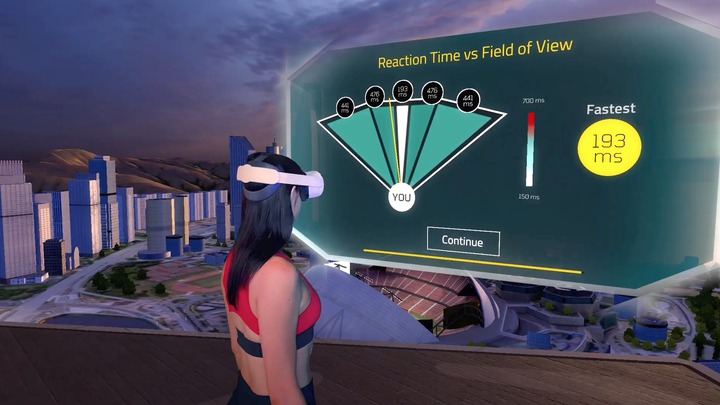 Reaction Time vs Field of View
441
ms
476
ms
193
ms
476
ms
441
ms
700 ms
150 ms
Fastest
193
ms
YOU
Continue